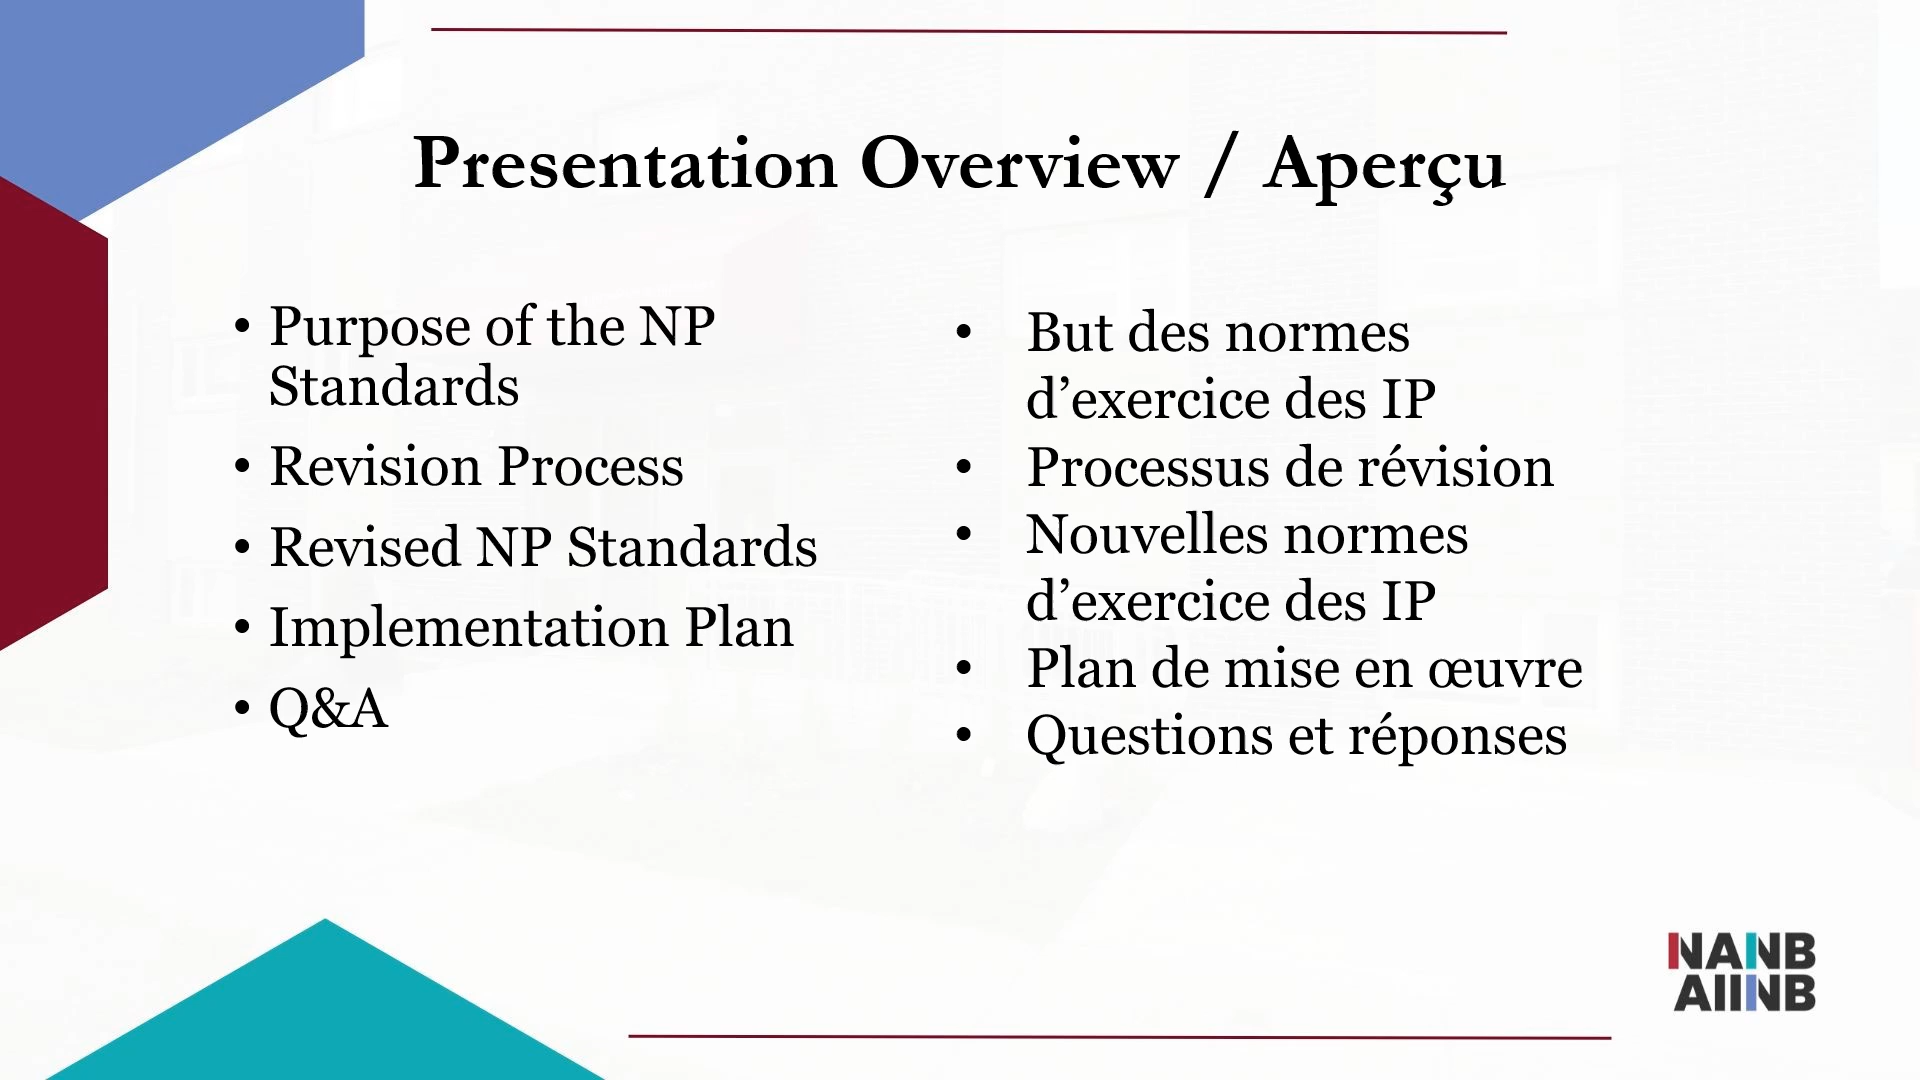 Presentation Overview / Aperçu
• Purpose of the NP
Standards
• Revision Process
• Revised NP Standards
• Implementation Plan
• Q&A
• But des normes
d’exercice des IP
• Processus de révision
• Nouvelles normes
d’exercice des IP
• Plan de mise en œuvre
• Questions et réponses
NANB
AIINB